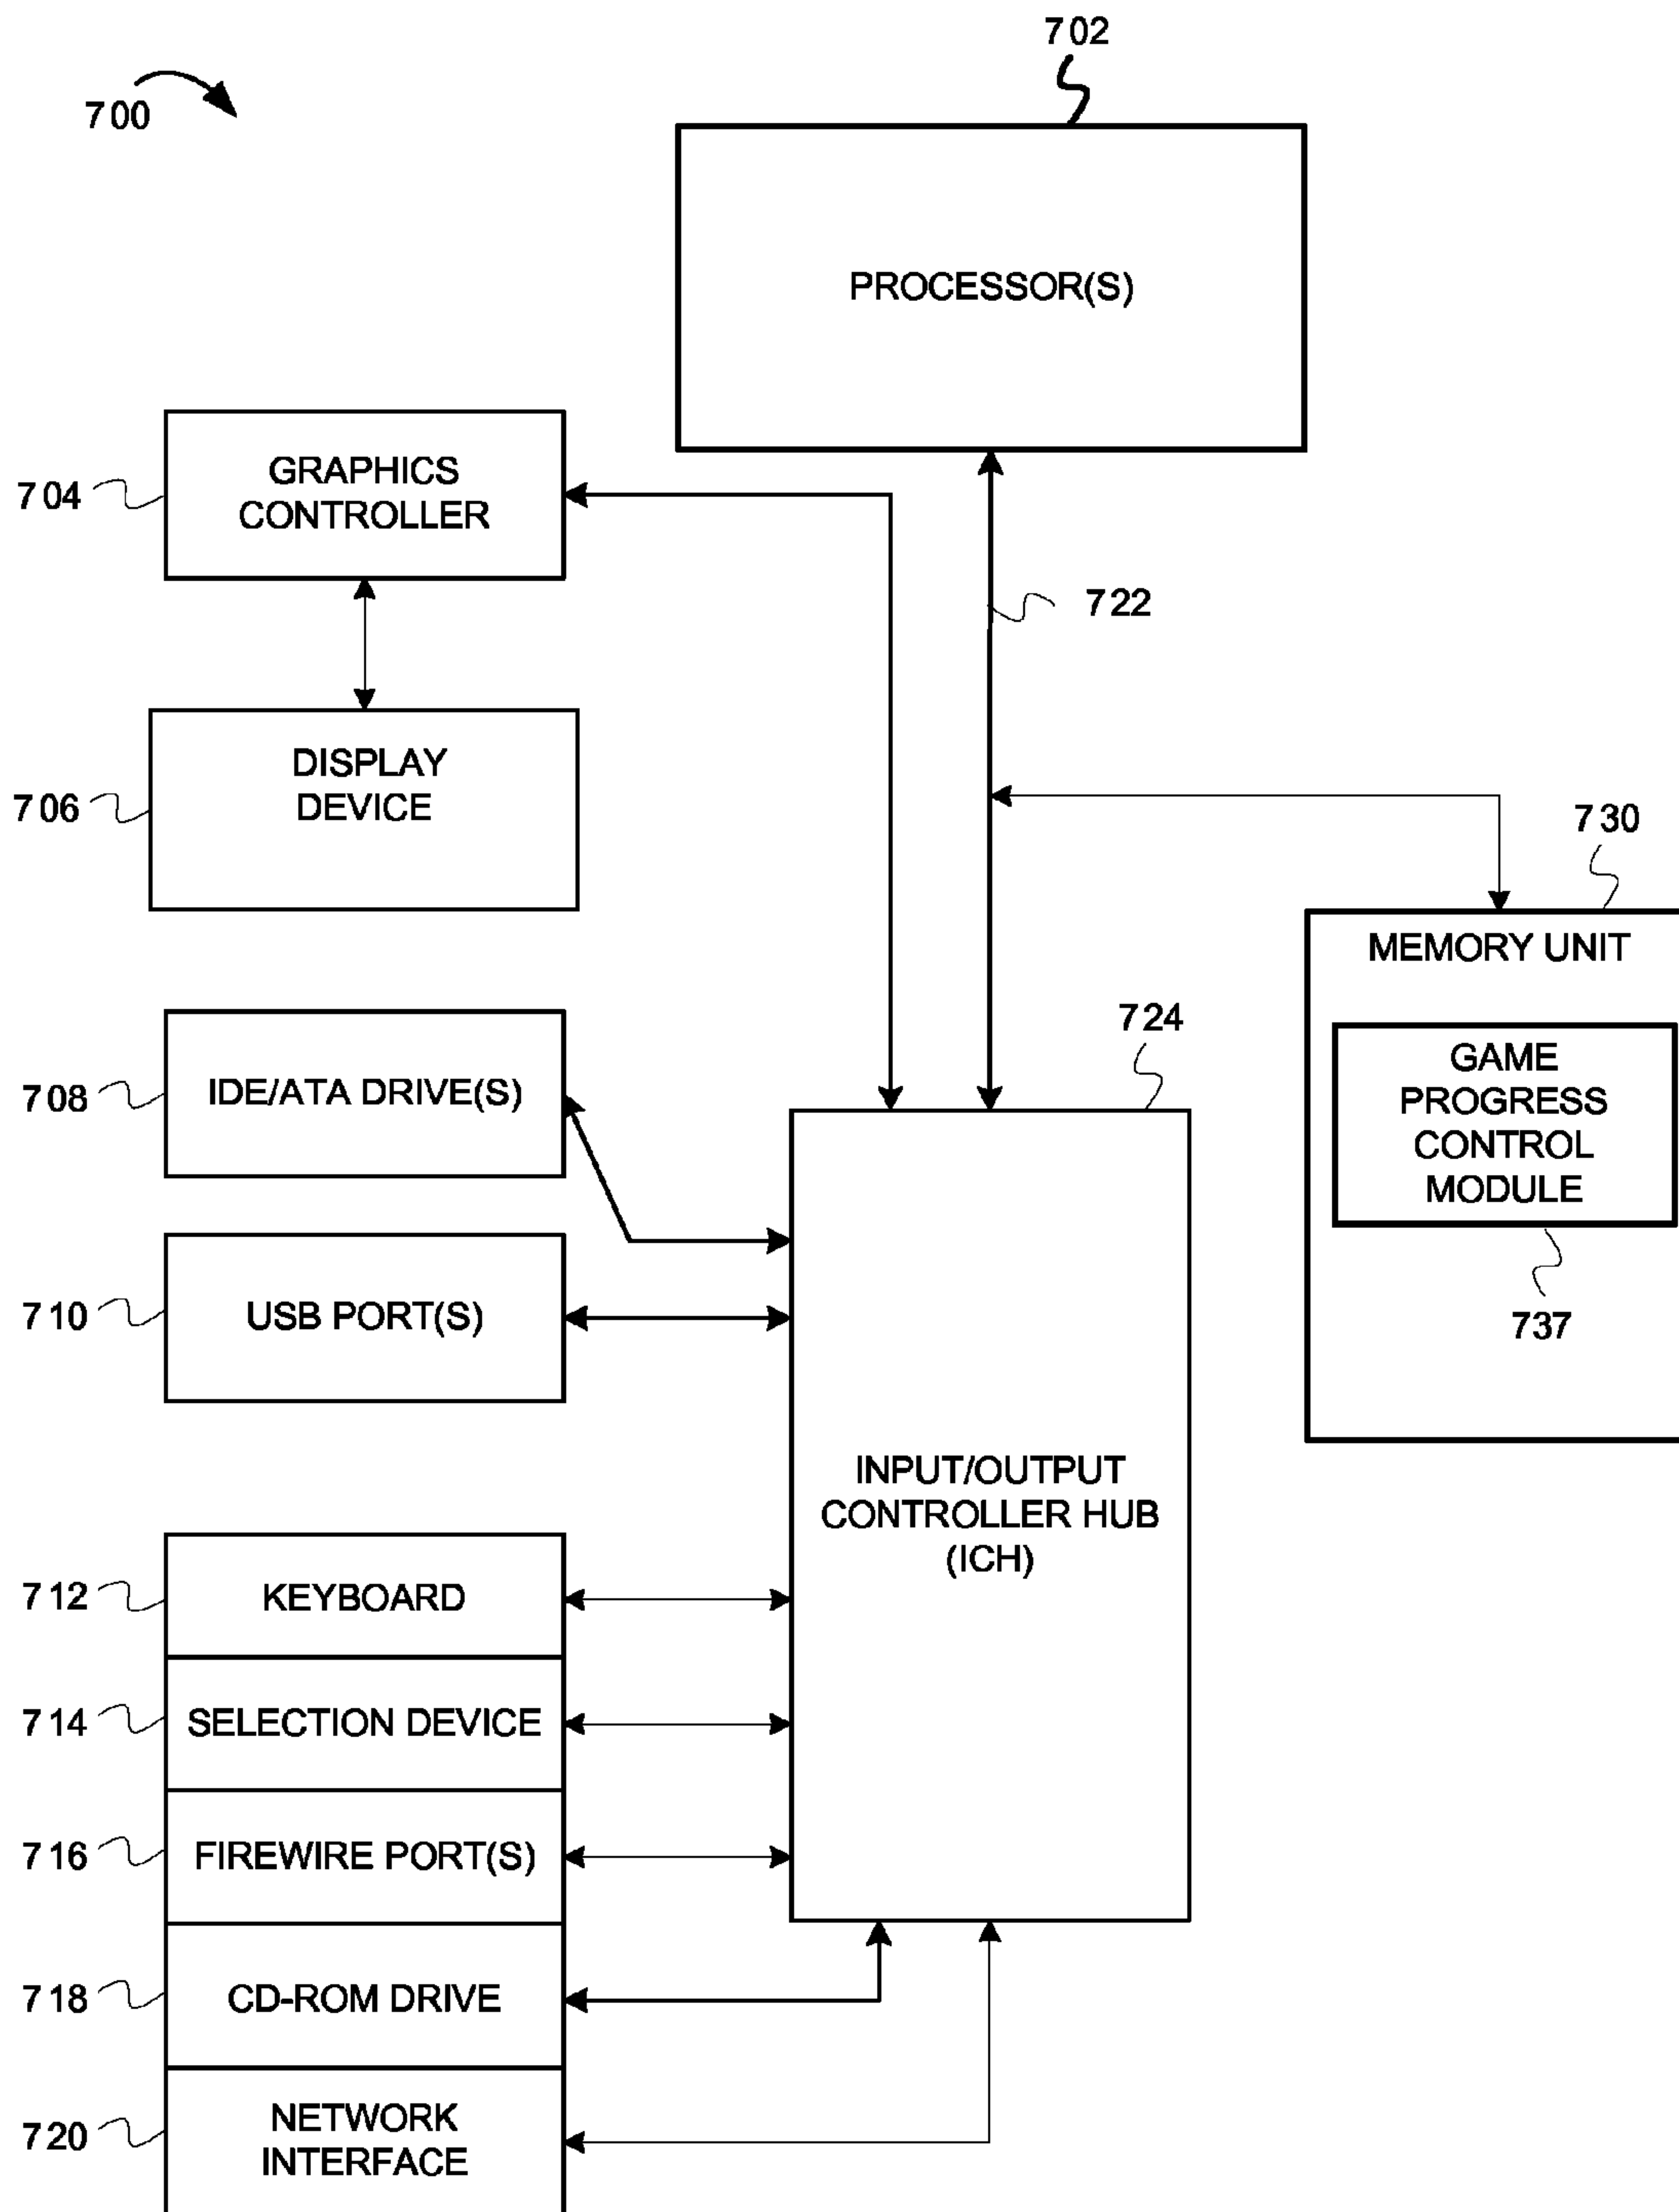 702
700
PROCESSOR(S)
704
GRAPHICS
CONTROLLER
722
706
DISPLAY
DEVICE
730
MEMORY UNIT
724
708
IDE/ATA DRIVE(S)
GAME
PROGRESS
CONTROL
MODULE
737
710
USB PORT(S)
INPUT/OUTPUT
CONTROLLER HUB
(ICH)
712
KEYBOARD
714
SELECTION DEVICE
716
FIREWIRE PORT(S)
718
CD-ROM DRIVE
720
NETWORK
INTERFACE